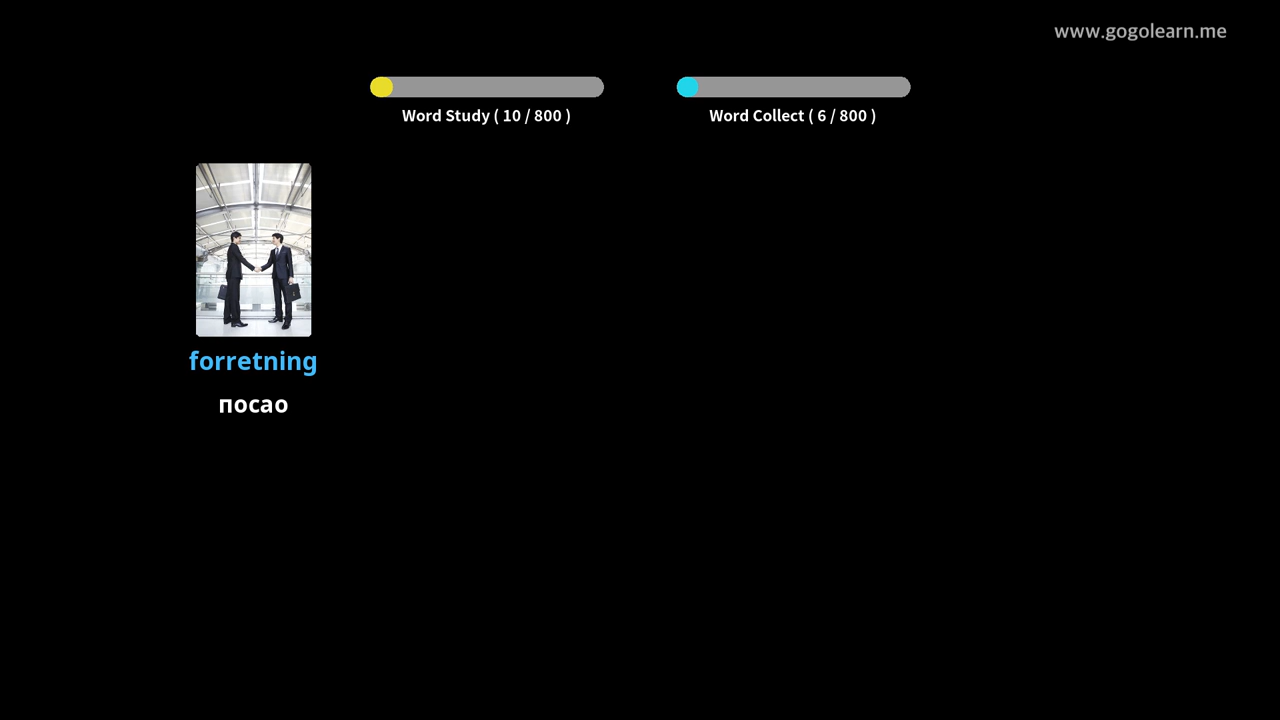 www.gogolearn.me
Word Study ( 10 / 800 )
Word Collect ( 6 / 800 )
forretning
посао